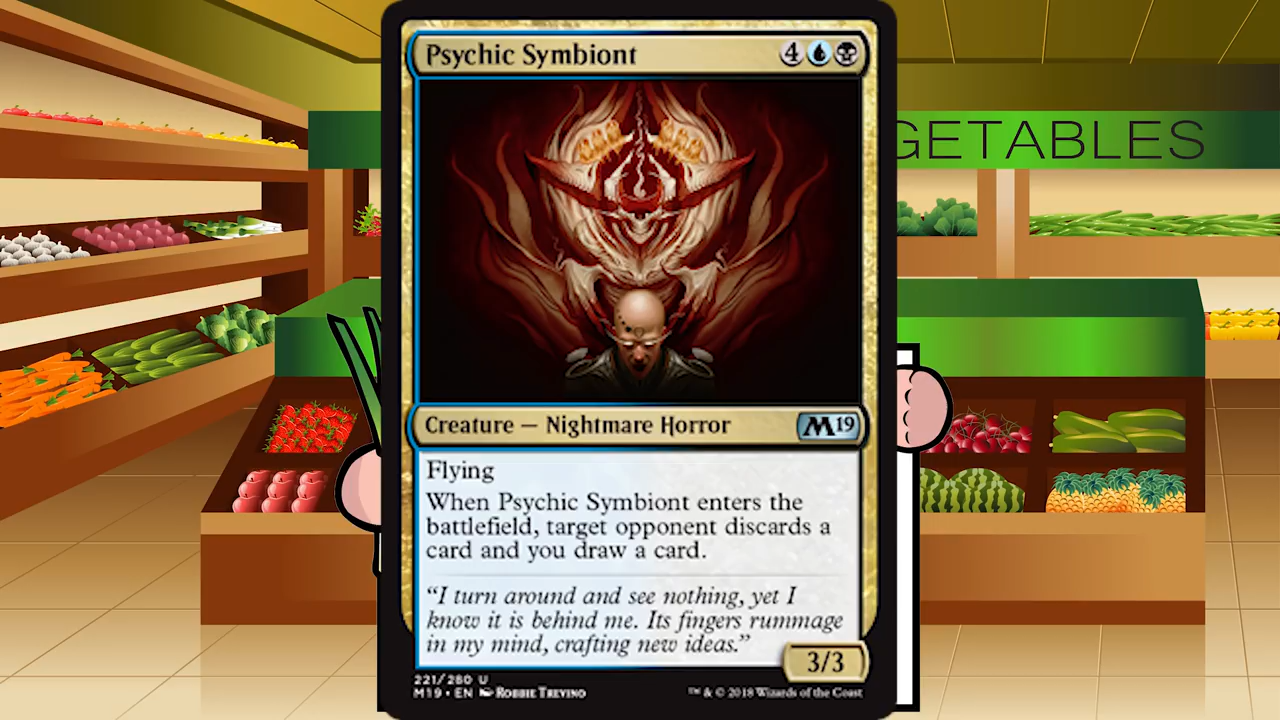 Psychic Symbiont 4
GETABLES
Creature — Nightmare Horror M19
Flying
When Psychic Symbiont enters the
battlefield, target opponent discards a
card and you draw a card.
“I turn around and see nothing, yet I
know it is behind me. Its fingers rummage
in my mind, crafting new ideas.”
3/3
221/280 U
M19 • EN Robbie Trevino
™ & © 2018 Wizards of the Coast